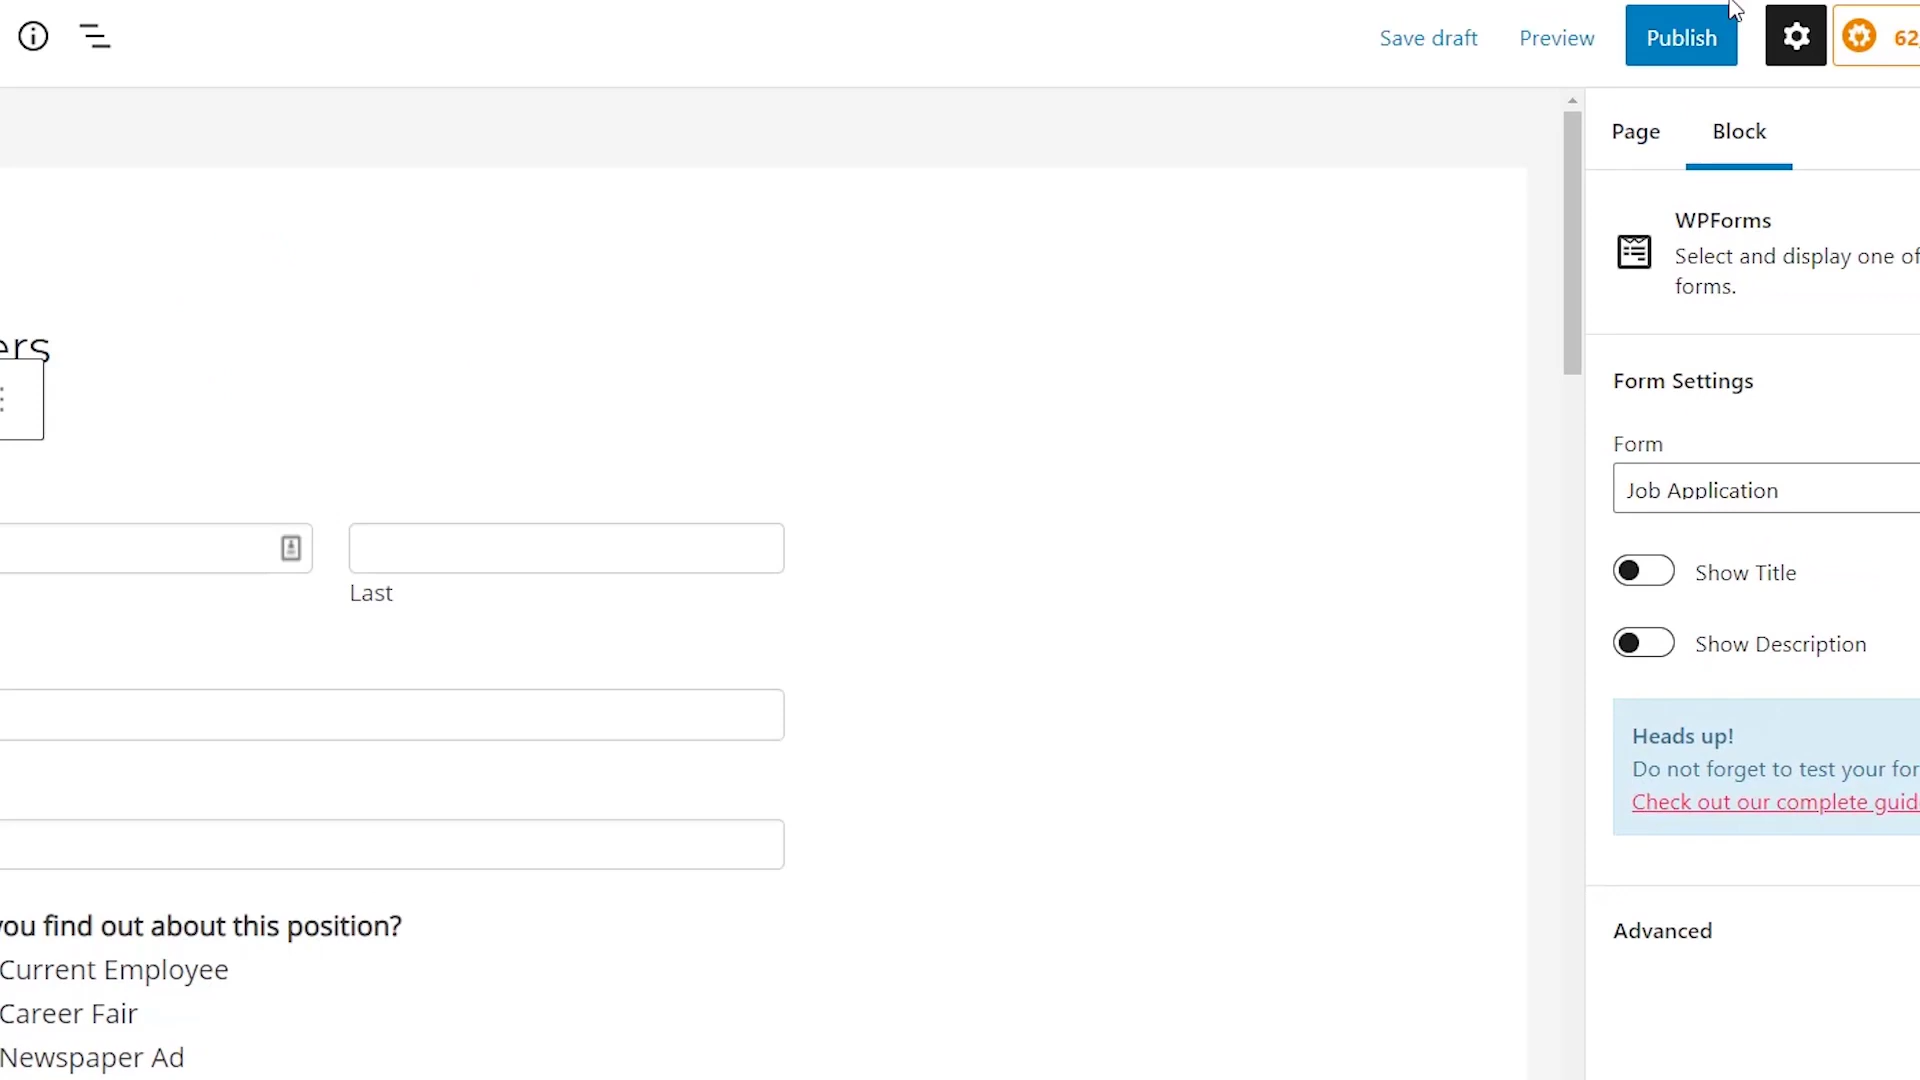 Save draft Preview Publish 62
Page Block
WPForms
Select and display one of
forms.
ers
Form Settings
Form
Job Application
Last
Show Title
Show Description
Heads up!
Do not forget to test your for
Check out our complete guid
you find out about this position?
Current Employee
Career Fair
Newspaper Ad
Advanced